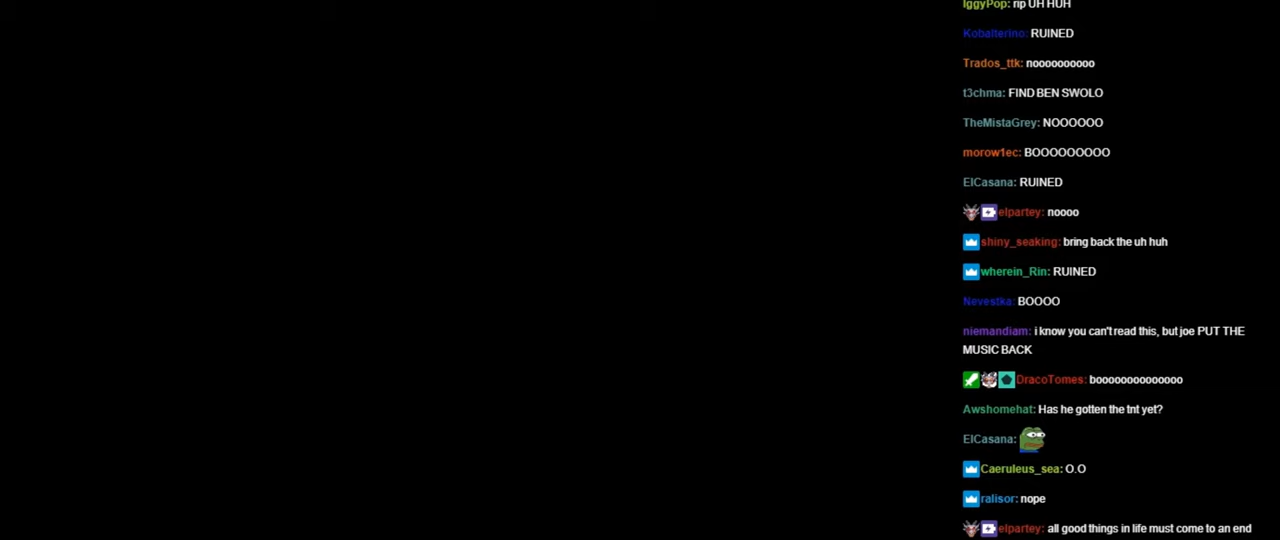 IggyPop: rip UH HUH
Kobalterino: RUINED
Trados_ttk: noooooooooo
t3chma: FIND BEN SWOLO
TheMistaGrey: NOOOOOO
morow1ec: BOOOOOOOOO
ElCasana: RUINED
elpartey: noooo
shiny_seaking: bring back the uh huh
wherein_Rin: RUINED
Nevestka: BOOOO
niemandiam: i know you can't read this, but joe PUT THE
MUSIC BACK
DracoTomes: boooooooooooooo
Awshomehat: Has he gotten the tnt yet?
ElCasana:
Caeruleus_sea: O.O
ralisor: nope
elpartey: all good things in life must come to an end